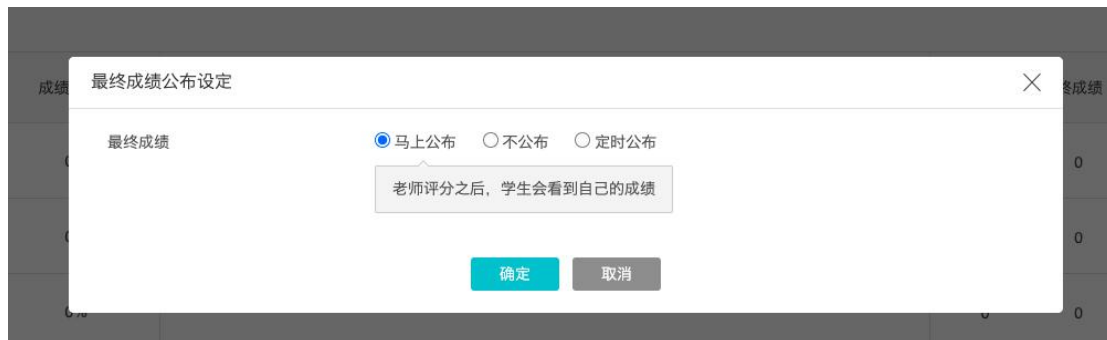 最终成绩公布设定
成绩
终成绩
最终成绩
马上公布 不公布 定时公布
0
老师评分之后，学生会看到自己的成绩
0
确定 取消
0 0